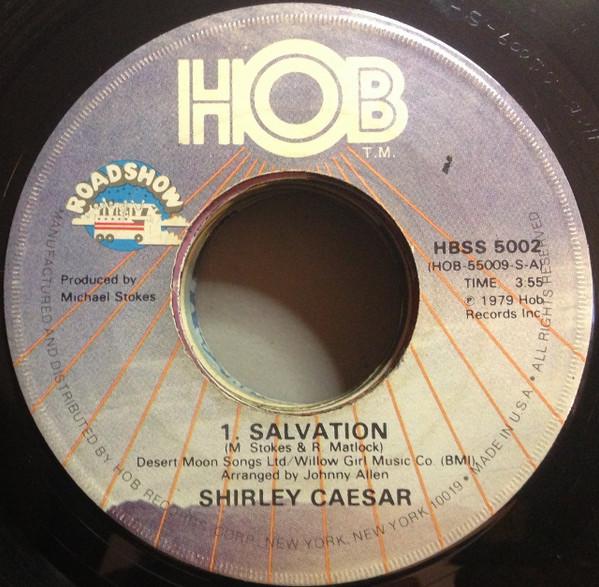 HOB
T.M.
ROADSHOW
HBSS 5002
(HOB-55009-S-A)
TIME 3:55
℗ 1979 Hob
Records Inc.
Produced by
Michael Stokes
1. SALVATION
(M. Stokes & R. Matlock)
Desert Moon Songs Ltd/Willow Girl Music Co. (BMI)
Arranged by Johnny Allen
SHIRLEY CAESAR
MANUFACTURED AND DISTRIBUTED BY HOB RECORDS CORP., NEW YORK, NEW YORK 10019 • MADE IN U.S.A. • ALL RIGHTS RESERVED